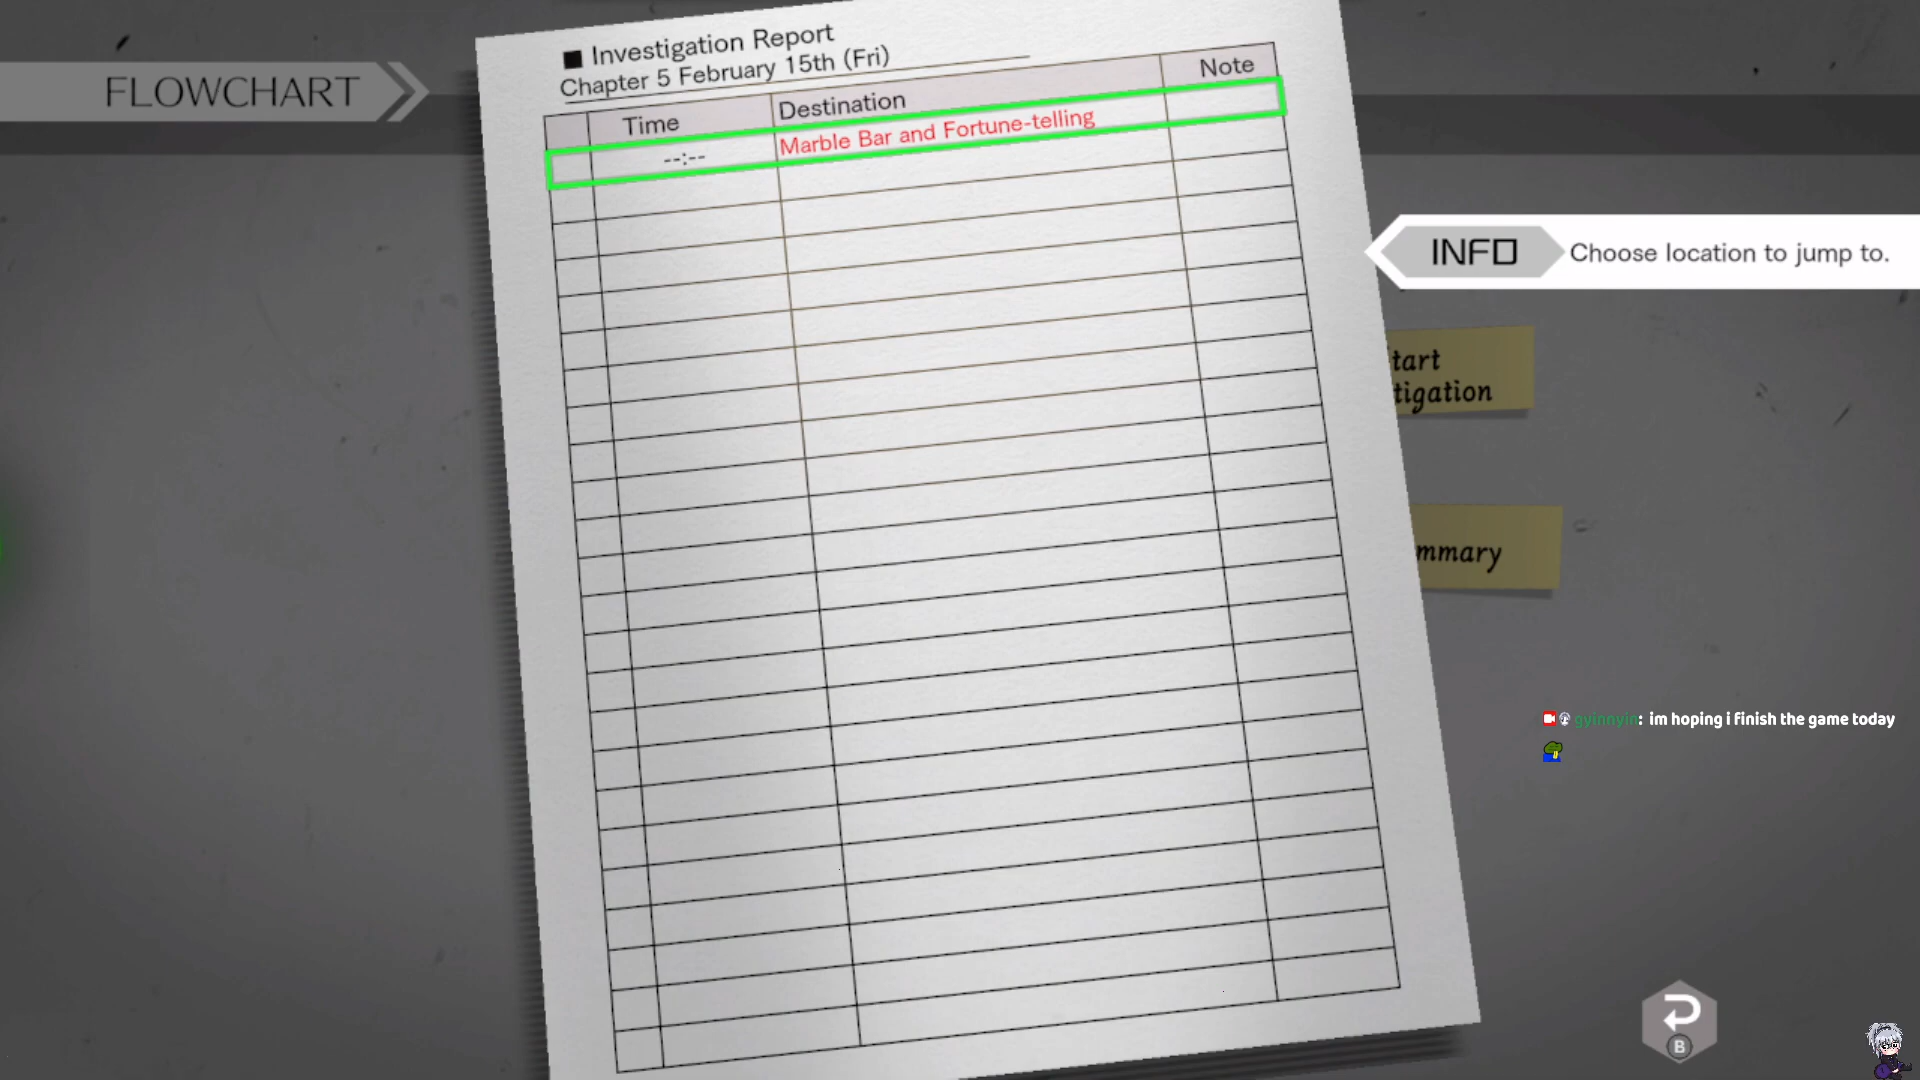 FLOWCHART
■ Investigation Report
Chapter 5 February 15th (Fri)
Time Destination Note
--:-- Marble Bar and Fortune-telling
INFO Choose location to jump to.
tart
tigation
mmary
gyinnyin: im hoping i finish the game today
B